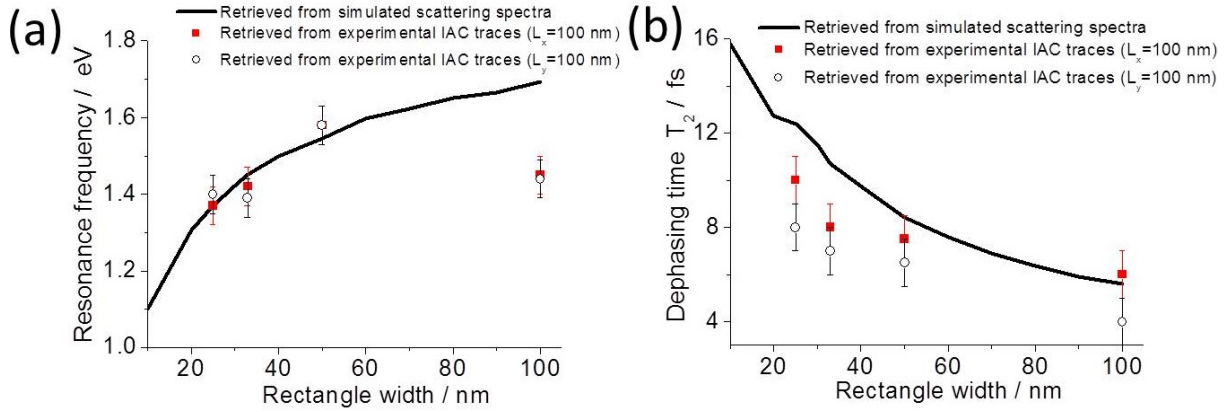 (a)
Retrieved from simulated scattering spectra
Retrieved from experimental IAC traces (Lx=100 nm)
Retrieved from experimental IAC traces (Ly=100 nm)
Resonance frequency / eV
1.8
1.6
1.4
1.2
1.0
20 40 60 80 100
Rectangle width / nm
(b)
Retrieved from simulated scattering spectra
Retrieved from experimental IAC traces (Lx=100 nm)
Retrieved from experimental IAC traces (Ly=100 nm)
Dephasing time T2 / fs
16
12
8
4
20 40 60 80 100
Rectangle width / nm